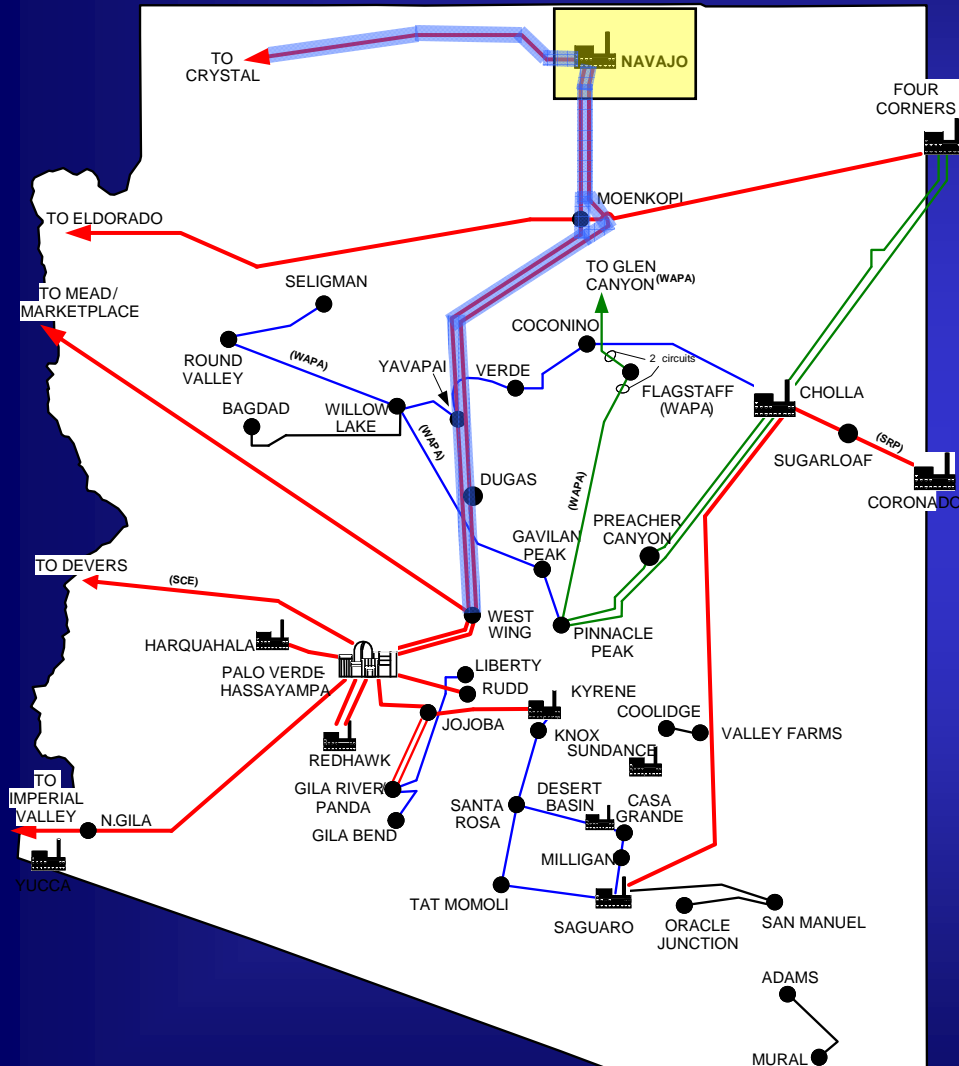 TO
CRYSTAL
NAVAJO
FOUR
CORNERS
MOENKOPI
TO ELDORADO
TO GLEN
CANYON (WAPA)
SELIGMAN
TO MEAD/
MARKETPLACE
COCONINO
2 circuits
(WAPA)
ROUND
VALLEY
YAVAPAI
VERDE
FLAGSTAFF
(WAPA)
CHOLLA
BAGDAD
WILLOW
LAKE
(WAPA)
(SRP)
SUGARLOAF
DUGAS
(WAPA)
CORONADO
PREACHER
CANYON
GAVILAN
PEAK
TO DEVERS
(SCE)
WEST
WING
PINNACLE
PEAK
HARQUAHALA
PALO VERDE-
HASSAYAMPA
LIBERTY
RUDD
KYRENE
COOLIDGE
JOJOBA
KNOX
VALLEY FARMS
REDHAWK
SUNDANCE
TO
IMPERIAL
VALLEY
GILA RIVER/
PANDA
DESERT
BASIN
CASA
GRANDE
N.GILA
SANTA
ROSA
GILA BEND
MILLIGAN
YUCCA
TAT MOMOLI
SAGUARO
ORACLE
JUNCTION
SAN MANUEL
ADAMS
MURAL